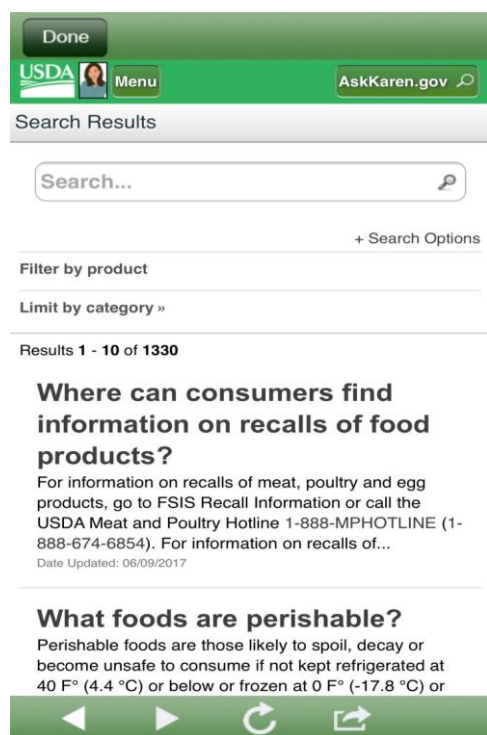 Done
USDA Menu AskKaren.gov
Search Results
Search...
+ Search Options
Filter by product
Limit by category »
Results 1 - 10 of 1330
Where can consumers find
information on recalls of food
products?
For information on recalls of meat, poultry and egg
products, go to FSIS Recall Information or call the
USDA Meat and Poultry Hotline 1-888-MPHOTLINE (1-
888-674-6854). For information on recalls of...
Date Updated: 06/09/2017
What foods are perishable?
Perishable foods are those likely to spoil, decay or
become unsafe to consume if not kept refrigerated at
40 F° (4.4 °C) or below or frozen at 0 F° (-17.8 °C) or